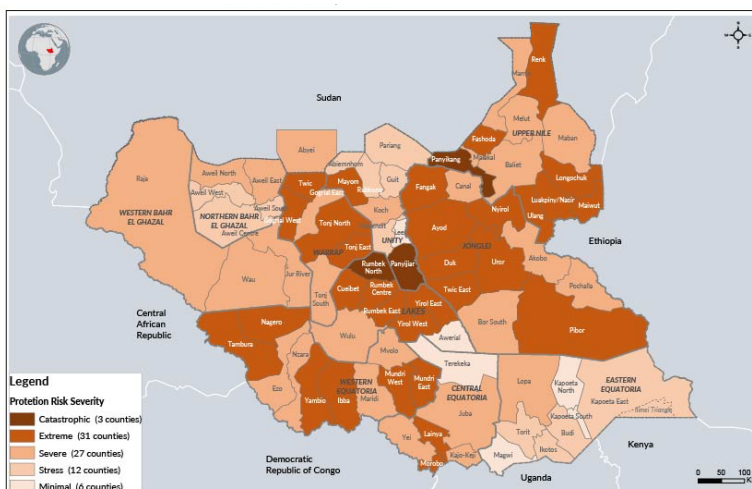 Renk
Sudan
Manyo
Melut
Fashoda
UPPER NILE
Maban
Abyei
Pariang
Panyikang
Malakal
Baliet
Abiemnhom
Raja
Aweil North
Aweil East
Twic
Mayom
Rubkona
Guit
Fangak
Canal
Longochuk
Gogrial East
Aweil West
NORTHERN BAHR
EL GHAZAL
Aweil South
Gogrial West
Koch
Nyirol
Luakpiny/Nasir
Maiwut
WESTERN BAHR
EL GHAZAL
Tonj North
Mayendit
Leer
Ulang
Aweil Centre
UNITY
Ayod
WARRAP
Tonj East
JONGLEI
Ethiopia
Rumbek
North
Panyijiar
Duk
Uror
Akobo
Wau
Jur River
Cueibet
Rumbek
Centre
Twic East
Pochalla
Tonj
South
Yirol East
Rumbek East
LAKES
Central
African
Republic
Nagero
Yirol West
Bor South
Pibor
Tambura
Wulu
Awerial
Mvolo
Nzara
Terekeka
WESTERN
EQUATORIA
Mundri
West
Mundri
East
EASTERN
EQUATORIA
Ezo
Yambio
Ibba
Maridi
CENTRAL
EQUATORIA
Lopa
Kapoeta
North
Kapoeta East
Juba
Kapoeta South
Ilemi Triangle
Yei
Lainya
Torit
Budi
Kenya
Democratic
Republic of Congo
Morobo
Kajo-Keji
Magwi
Ikotos
Uganda
Legend
Protetion Risk Severity
Catastrophic (3 counties)
Extreme (31 counties)
Severe (27 counties)
Stress (12 counties)
Minimal (6 counties)
0 50 100